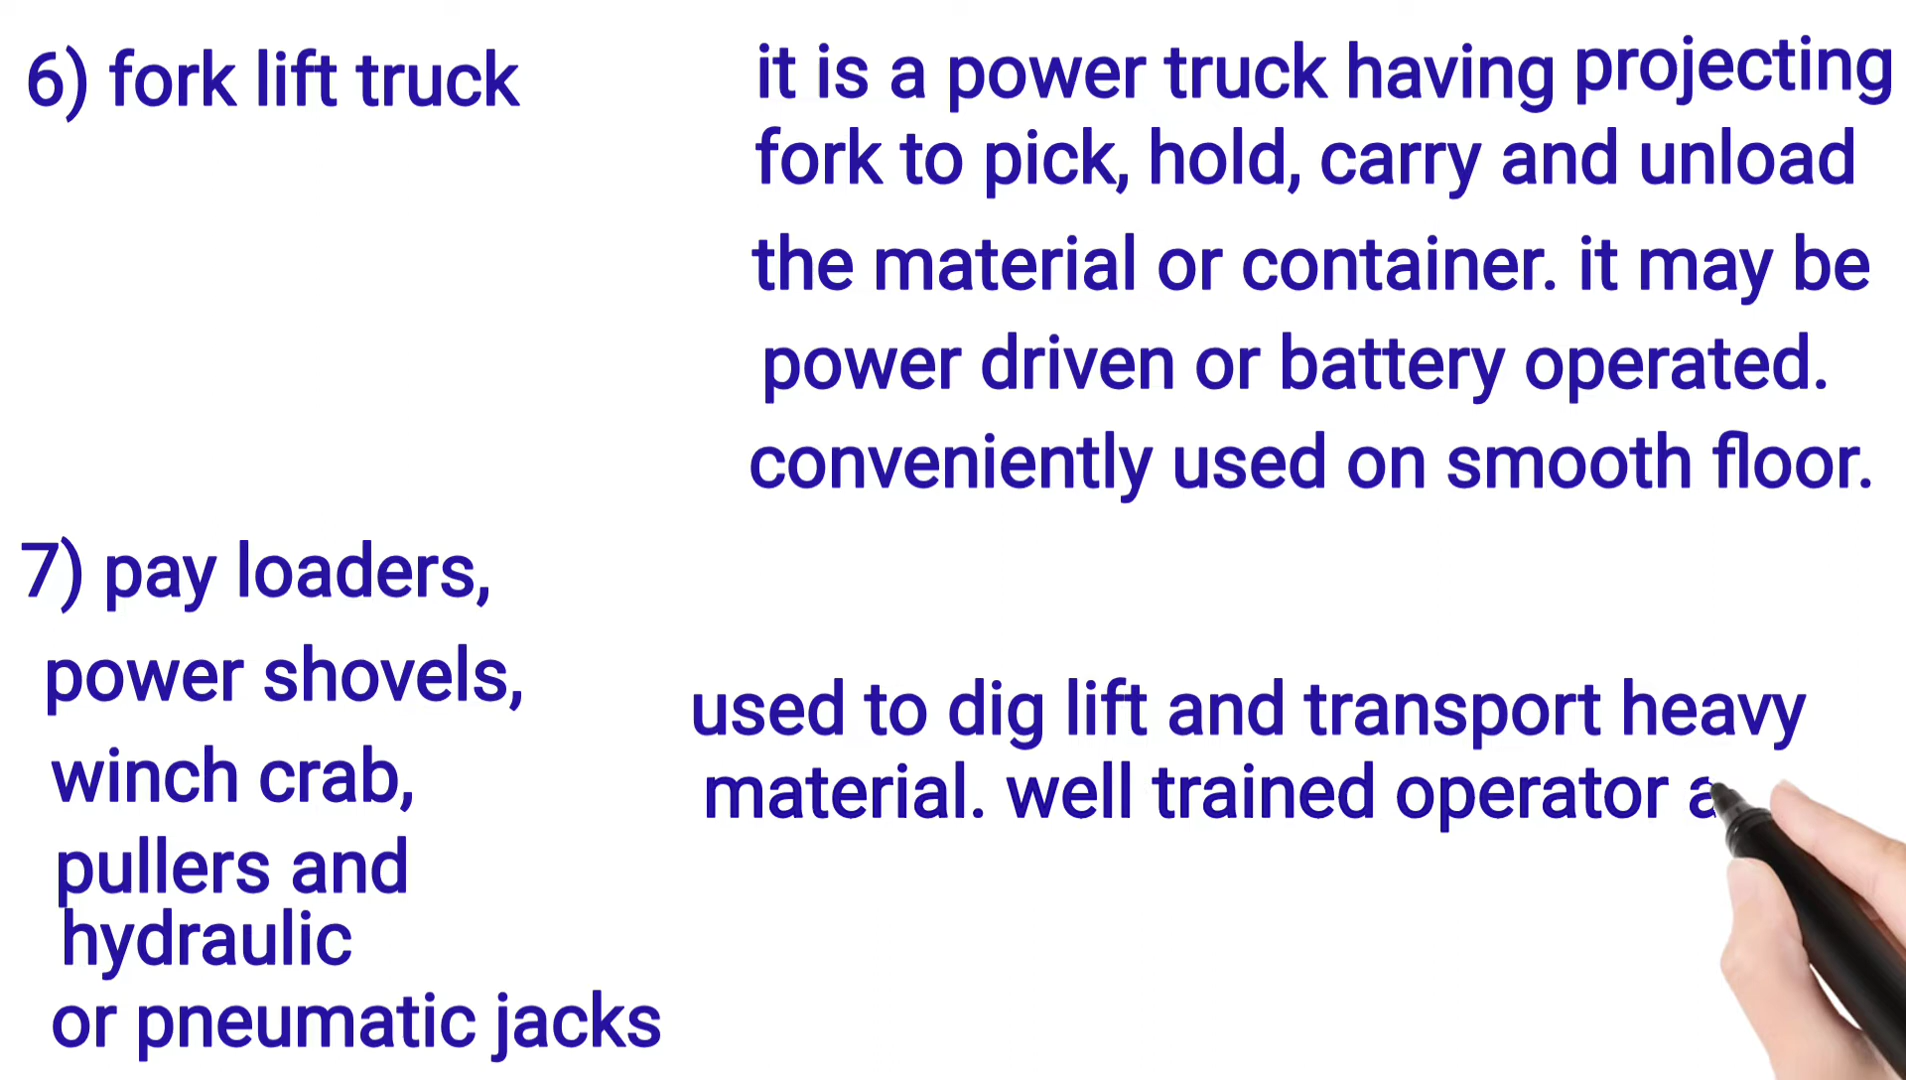 6) fork lift truck
it is a power truck having projecting
fork to pick, hold, carry and unload
the material or container. it may be
power driven or battery operated.
conveniently used on smooth floor.
7) pay loaders,
power shovels,
winch crab,
pullers and
hydraulic
or pneumatic jacks
used to dig lift and transport heavy
material. well trained operator